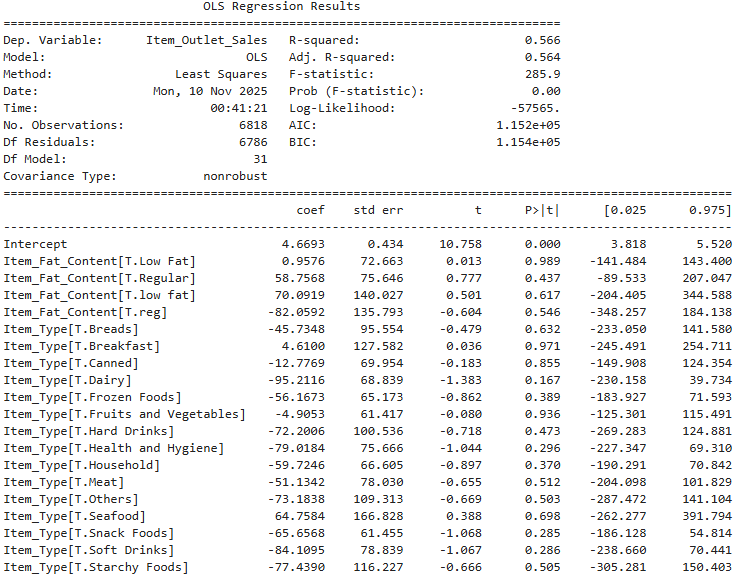 OLS Regression Results
==============================================================================
Dep. Variable:      Item_Outlet_Sales   R-squared:                       0.566
Model:                            OLS   Adj. R-squared:                  0.564
Method:                 Least Squares   F-statistic:                     285.9
Date:                Mon, 10 Nov 2025   Prob (F-statistic):               0.00
Time:                        00:41:21   Log-Likelihood:                -57565.
No. Observations:                6818   AIC:                         1.152e+05
Df Residuals:                    6786   BIC:                         1.154e+05
Df Model:                          31
Covariance Type:            nonrobust
==============================================================================
coef    std err          t      P>|t|      [0.025      0.975]
------------------------------------------------------------------------------
Intercept                              4.6693      0.434     10.758      0.000       3.818       5.520
Item_Fat_Content[T.Low Fat]            0.9576     72.663      0.013      0.989    -141.484     143.400
Item_Fat_Content[T.Regular]           58.7568     75.646      0.777      0.437     -89.533     207.047
Item_Fat_Content[T.low fat]           70.0919    140.027      0.501      0.617    -204.405     344.588
Item_Fat_Content[T.reg]              -82.0592    135.793     -0.604      0.546    -348.257     184.138
Item_Type[T.Breads]                  -45.7348     95.554     -0.479      0.632    -233.050     141.580
Item_Type[T.Breakfast]                 4.6100    127.582      0.036      0.971    -245.491     254.711
Item_Type[T.Canned]                  -12.7769     69.954     -0.183      0.855    -149.908     124.354
Item_Type[T.Dairy]                   -95.2116     68.839     -1.383      0.167    -230.158      39.734
Item_Type[T.Frozen Foods]            -56.1673     65.173     -0.862      0.389    -183.927      71.593
Item_Type[T.Fruits and Vegetables]    -4.9053     61.417     -0.080      0.936    -125.301     115.491
Item_Type[T.Hard Drinks]             -72.2006    100.536     -0.718      0.473    -269.283     124.881
Item_Type[T.Health and Hygiene]      -79.0184     75.666     -1.044      0.296    -227.347      69.310
Item_Type[T.Household]               -59.7246     66.605     -0.897      0.370    -190.291      70.842
Item_Type[T.Meat]                    -51.1342     78.030     -0.655      0.512    -204.098     101.829
Item_Type[T.Others]                  -73.1838    109.313     -0.669      0.503    -287.472     141.104
Item_Type[T.Seafood]                  64.7584    166.828      0.388      0.698    -262.277     391.794
Item_Type[T.Snack Foods]             -65.6568     61.455     -1.068      0.285    -186.128      54.814
Item_Type[T.Soft Drinks]             -84.1095     78.839     -1.067      0.286    -238.660      70.441
Item_Type[T.Starchy Foods]           -77.4390    116.227     -0.666      0.505    -305.281     150.403